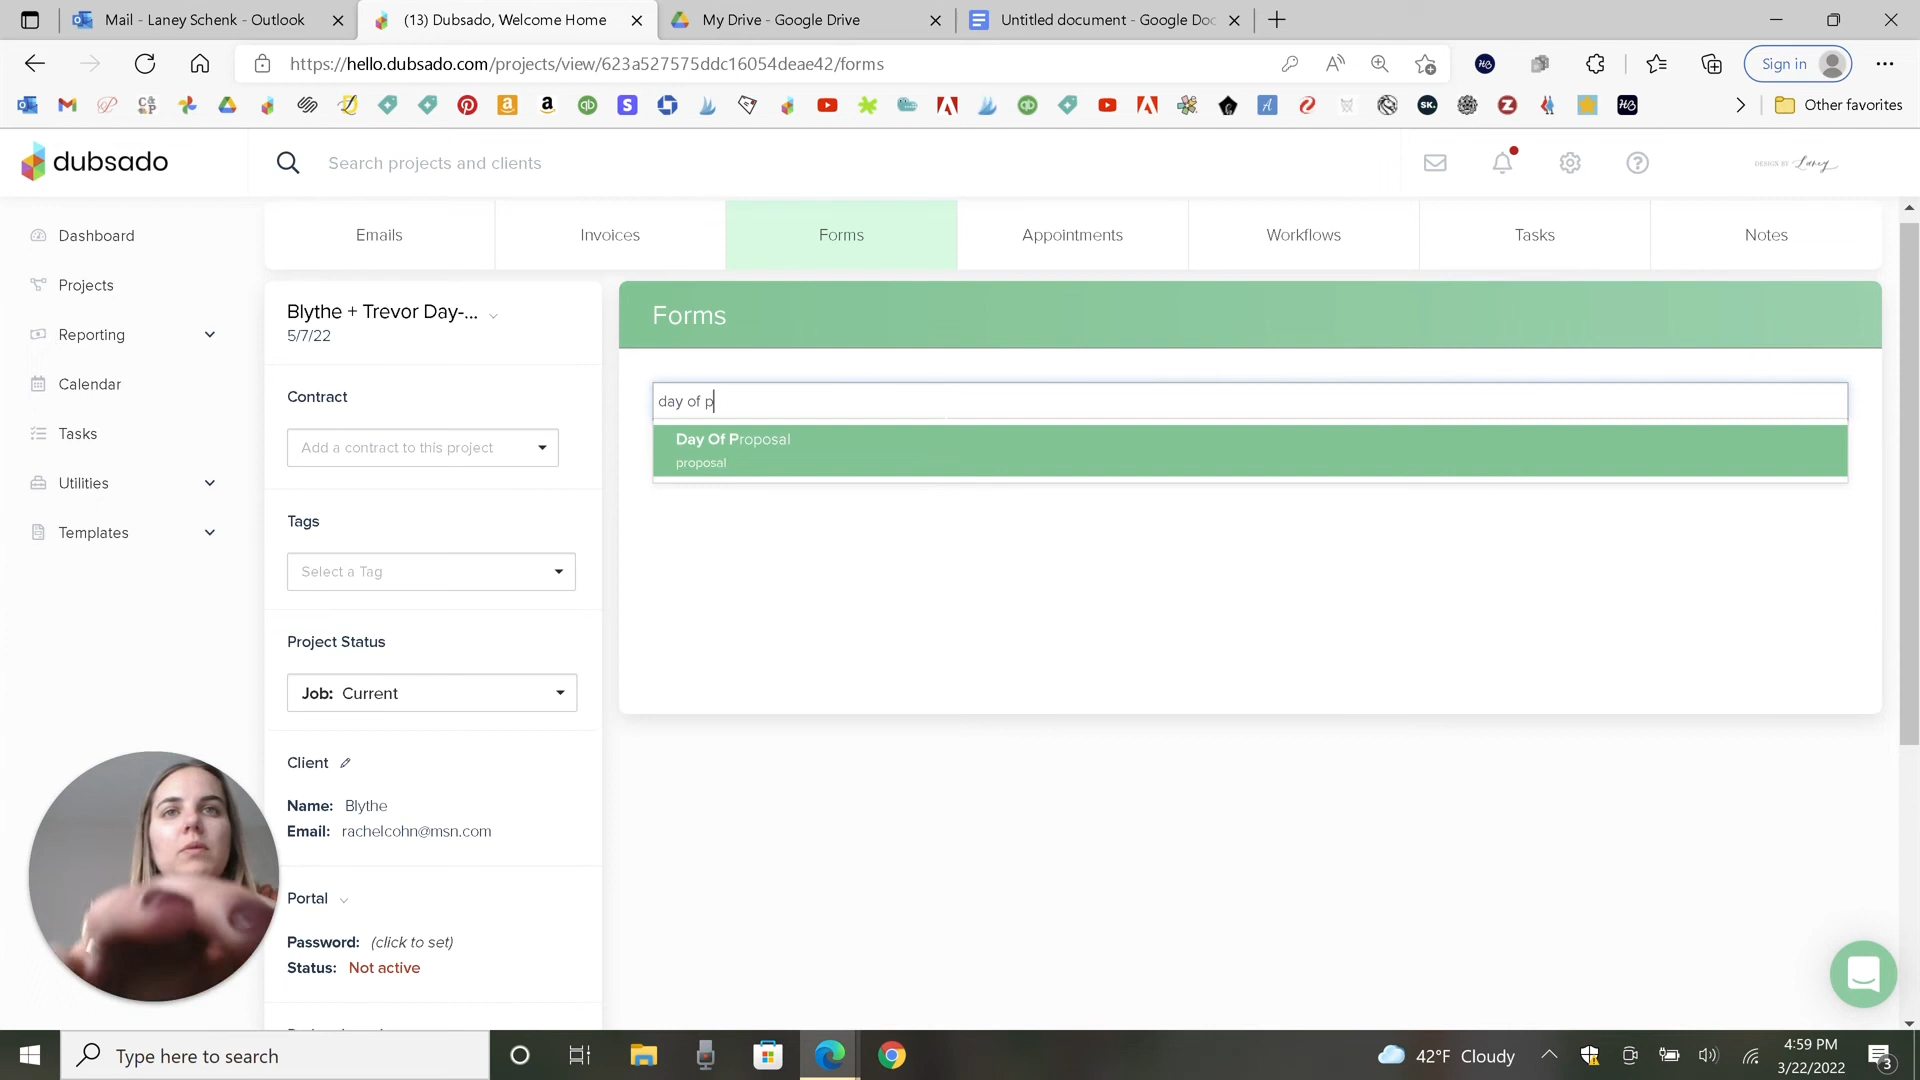 Mail - Laney Schenk - Outlook
(13) Dubsado, Welcome Home
My Drive - Google Drive
Untitled document - Google Doc
https://hello.dubsado.com/projects/view/623a527575ddc16054deae42/forms
Sign in
Other favorites
dubsado
Search projects and clients
DESIGN BY Laney
Dashboard
Projects
Reporting
Calendar
Tasks
Utilities
Templates
Emails
Invoices
Forms
Appointments
Workflows
Tasks
Notes
Blythe + Trevor Day-...
5/7/22
Contract
Add a contract to this project
Tags
Select a Tag
Project Status
Job: Current
Client
Name: Blythe
Email: rachelcohn@msn.com
Portal
Password: (click to set)
Status: Not active
Forms
day of p
Day Of Proposal
proposal
Type here to search
42°F Cloudy
4:59 PM
3/22/2022
3